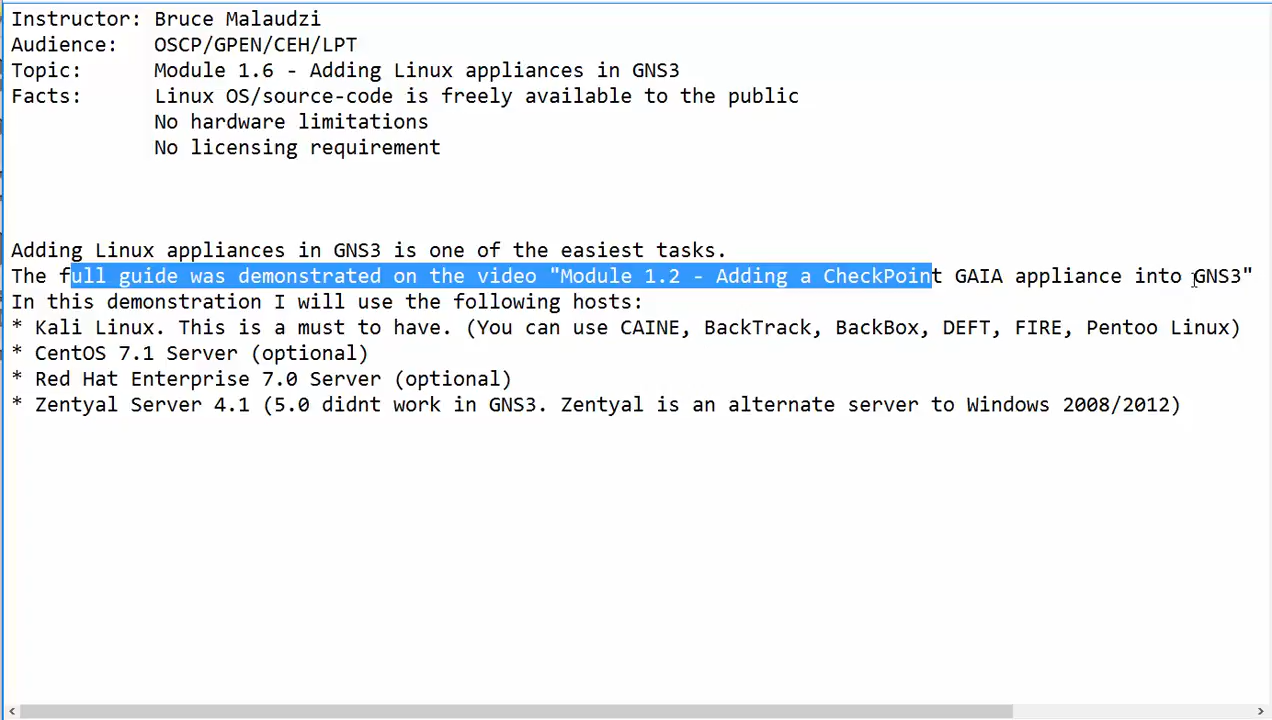 Instructor: Bruce Malaudzi
Audience: OSCP/GPEN/CEH/LPT
Topic: Module 1.6 - Adding Linux appliances in GNS3
Facts: Linux OS/source-code is freely available to the public
No hardware limitations
No licensing requirement
Adding Linux appliances in GNS3 is one of the easiest tasks.
The full guide was demonstrated on the video "Module 1.2 - Adding a CheckPoint GAIA appliance into GNS3"
In this demonstration I will use the following hosts:
* Kali Linux. This is a must to have. (You can use CAINE, BackTrack, BackBox, DEFT, FIRE, Pentoo Linux)
* CentOS 7.1 Server (optional)
* Red Hat Enterprise 7.0 Server (optional)
* Zentyal Server 4.1 (5.0 didnt work in GNS3. Zentyal is an alternate server to Windows 2008/2012)